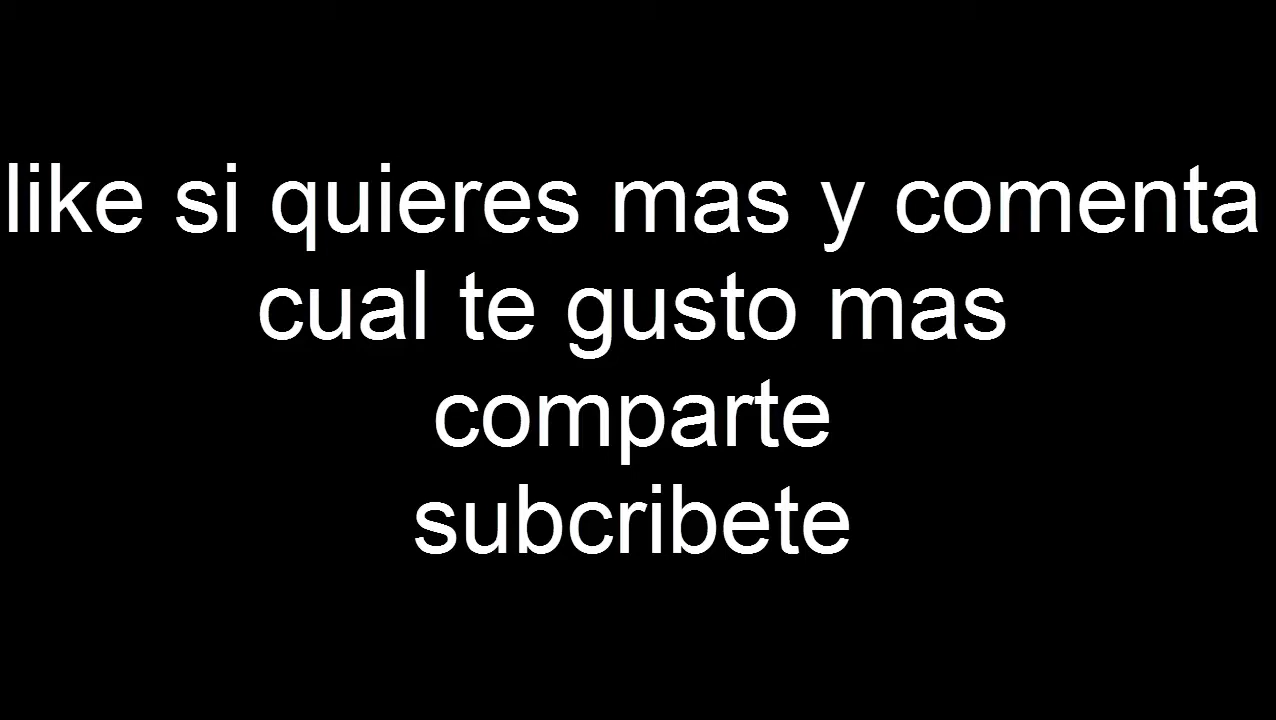 like si quieres mas y comenta
cual te gusto mas
comparte
subcribete